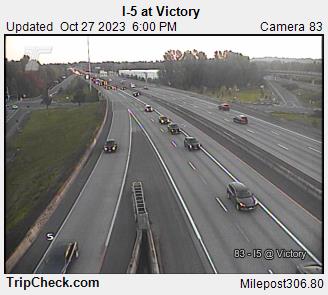 I-5 at Victory
Updated Oct 27 2023 6:00 PM Camera 83
S
83 - I5 @ Victory
TripCheck.com Milepost306.80